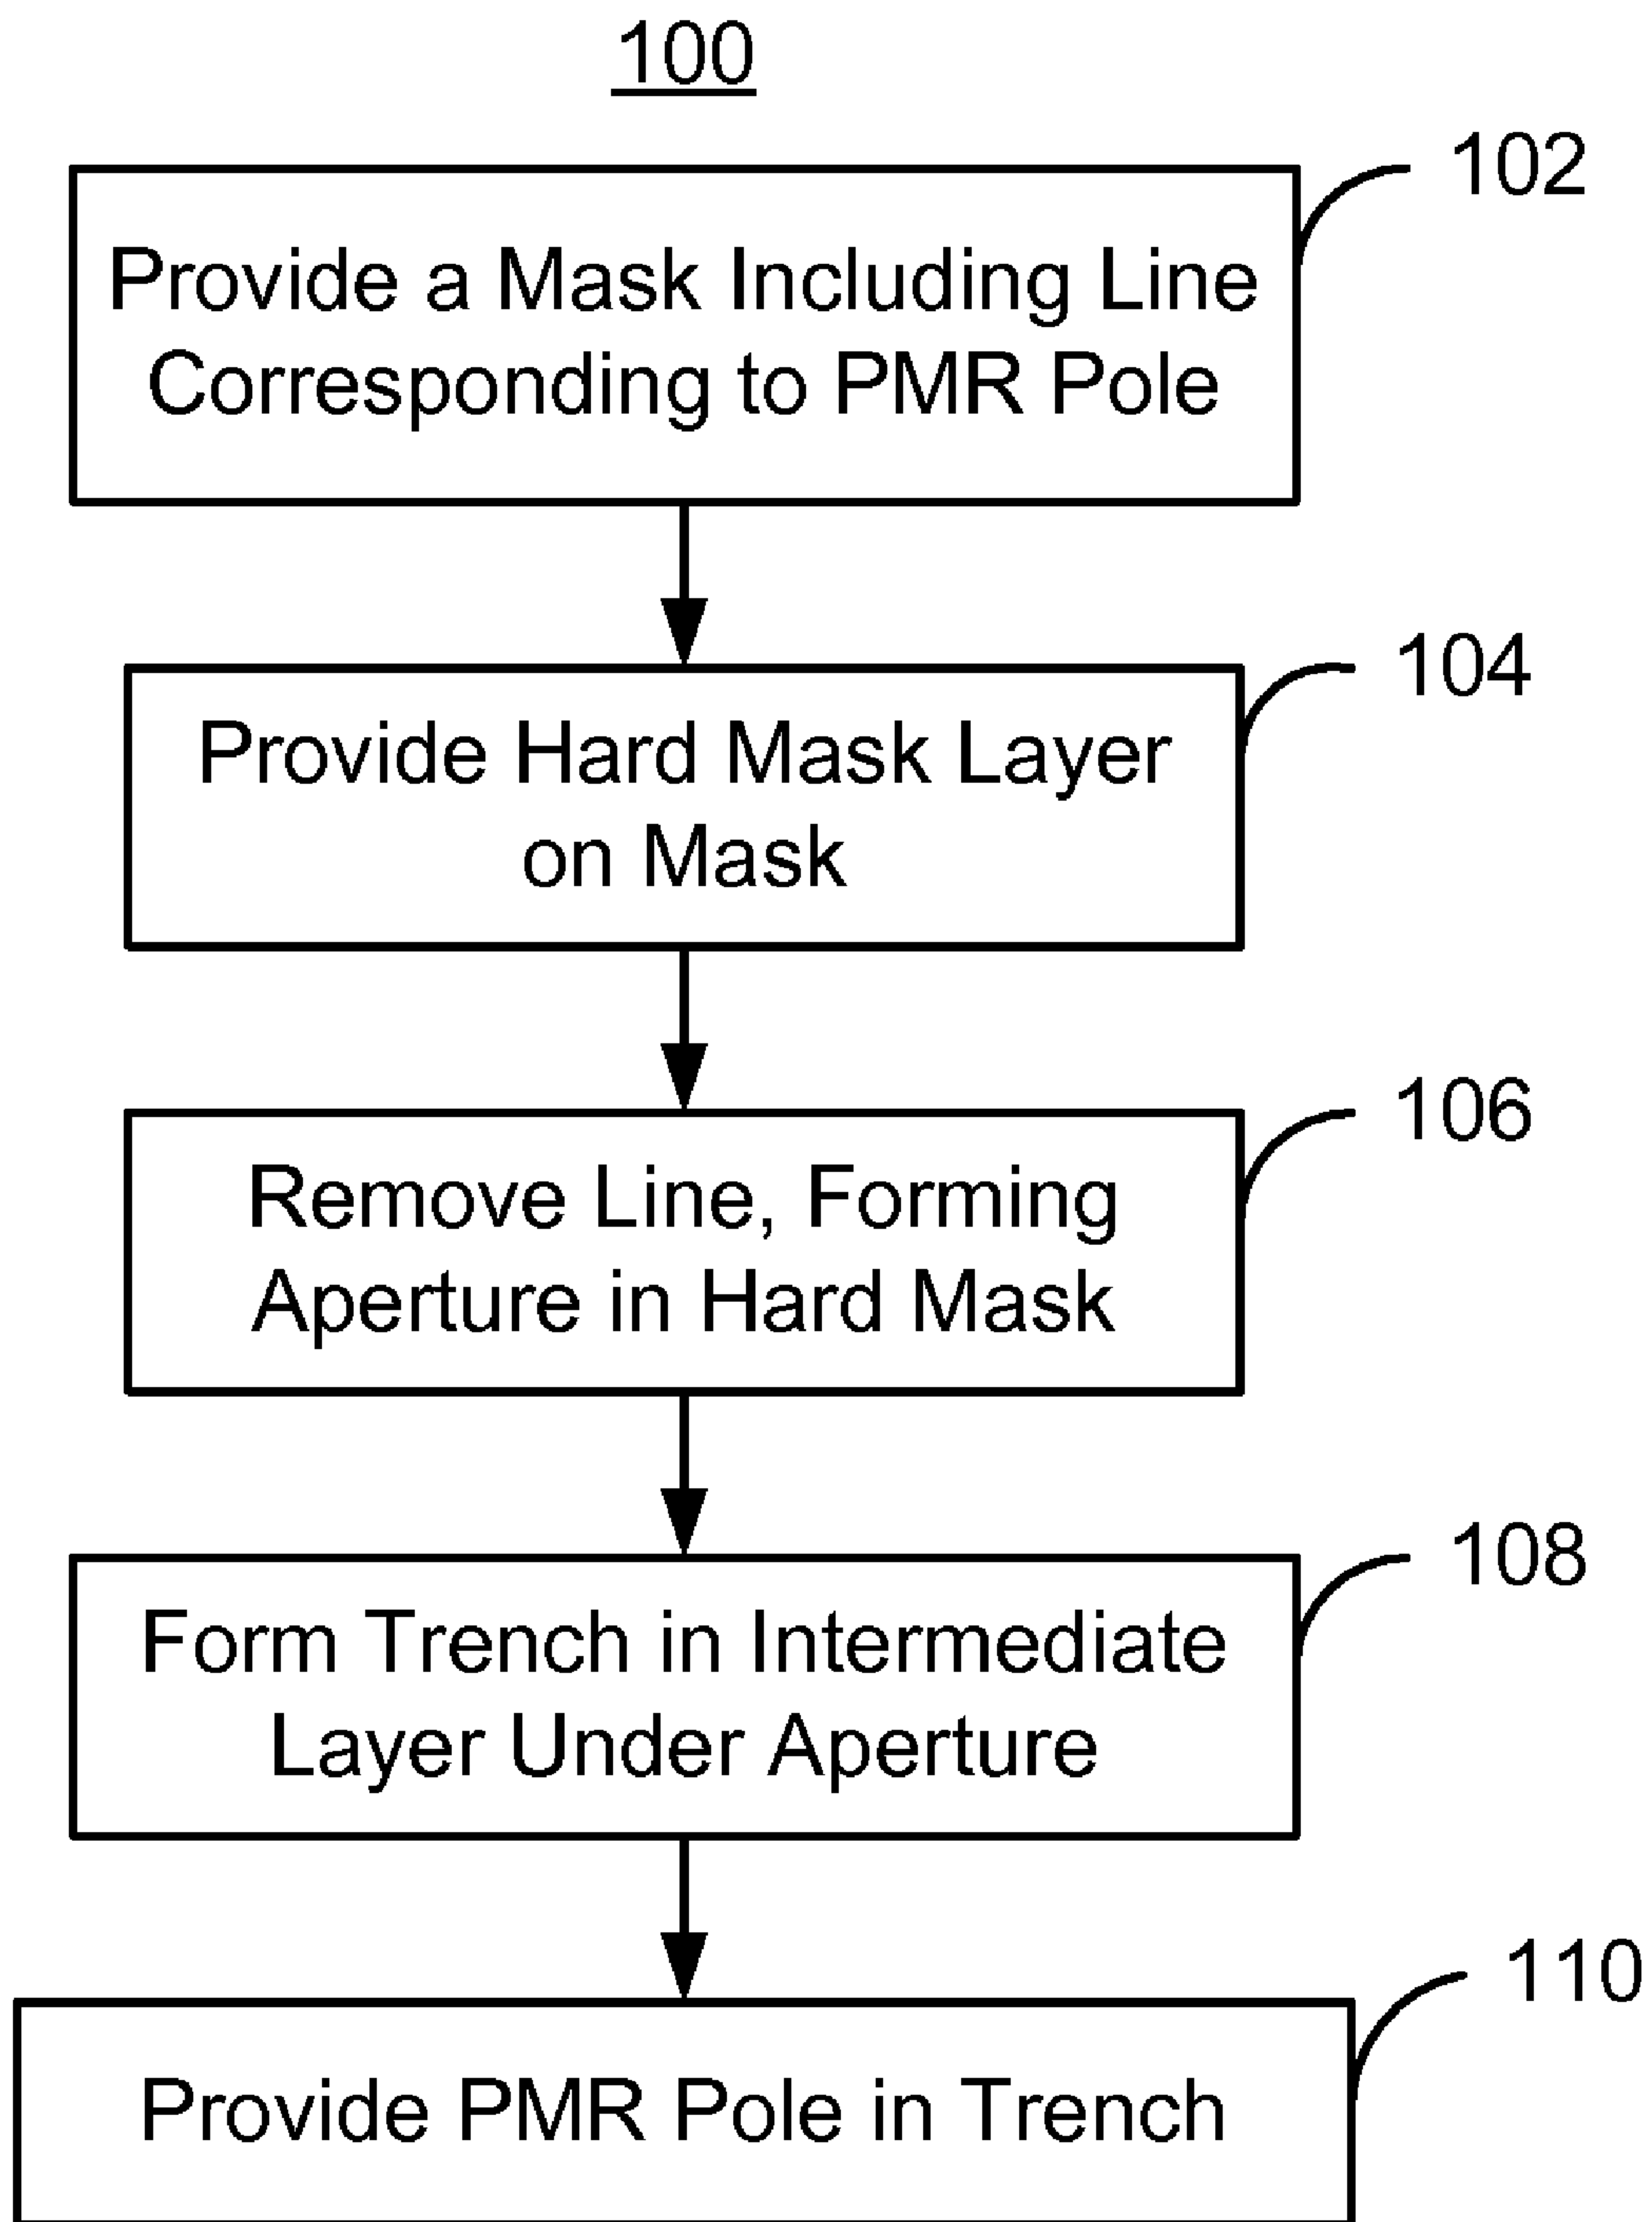 100
102
Provide a Mask Including Line
Corresponding to PMR Pole
104
Provide Hard Mask Layer
on Mask
106
Remove Line, Forming
Aperture in Hard Mask
108
Form Trench in Intermediate
Layer Under Aperture
110
Provide PMR Pole in Trench